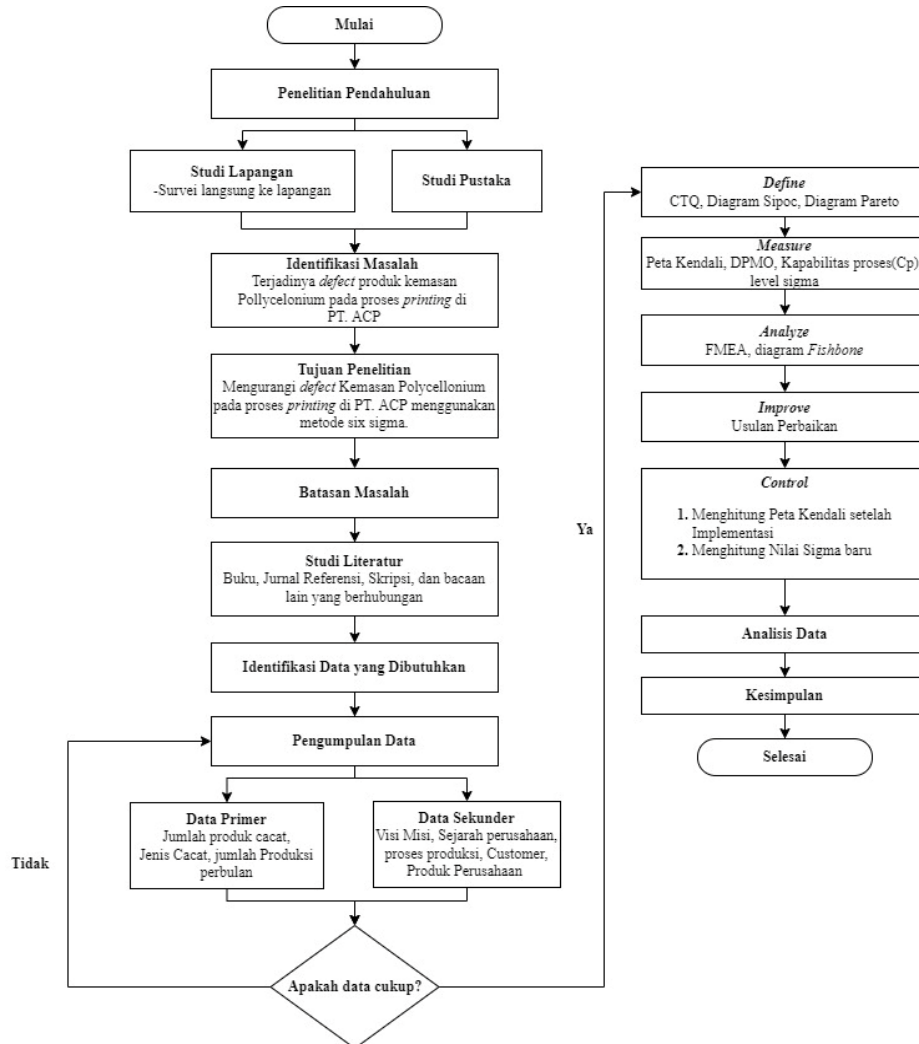 Mulai
Penelitian Pendahuluan
Studi Lapangan
-Survei langsung ke lapangan
Studi Pustaka
Identifikasi Masalah
Terjadinya defect produk kemasan
Pollycelonium pada proses printing di
PT. ACP
Tujuan Penelitian
Mengurangi defect Kemasan Polycellonium
pada proses printing di PT. ACP menggunakan
metode six sigma.
Batasan Masalah
Studi Literatur
Buku, Jurnal Referensi, Skripsi, dan bacaan
lain yang berhubungan
Identifikasi Data yang Dibutuhkan
Pengumpulan Data
Data Primer
Jumlah produk cacat,
Jenis Cacat, jumlah Produksi
perbulan
Data Sekunder
Visi Misi, Sejarah perusahaan,
proses produksi, Customer,
Produk Perusahaan
Tidak
Apakah data cukup?
Ya
Define
CTQ, Diagram Sipoc, Diagram Pareto
Measure
Peta Kendali, DPMO, Kapabilitas proses(Cp)
level sigma
Analyze
FMEA, diagram Fishbone
Improve
Usulan Perbaikan
Control
1. Menghitung Peta Kendali setelah
Implementasi
2. Menghitung Nilai Sigma baru
Analisis Data
Kesimpulan
Selesai